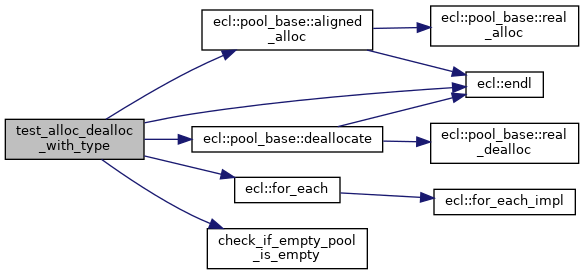 test_alloc_dealloc
_with_type
ecl::pool_base::aligned
_alloc
ecl::pool_base::real
_alloc
ecl::endl
ecl::pool_base::deallocate
ecl::pool_base::real
_dealloc
ecl::for_each
ecl::for_each_impl
check_if_empty_pool
_is_empty